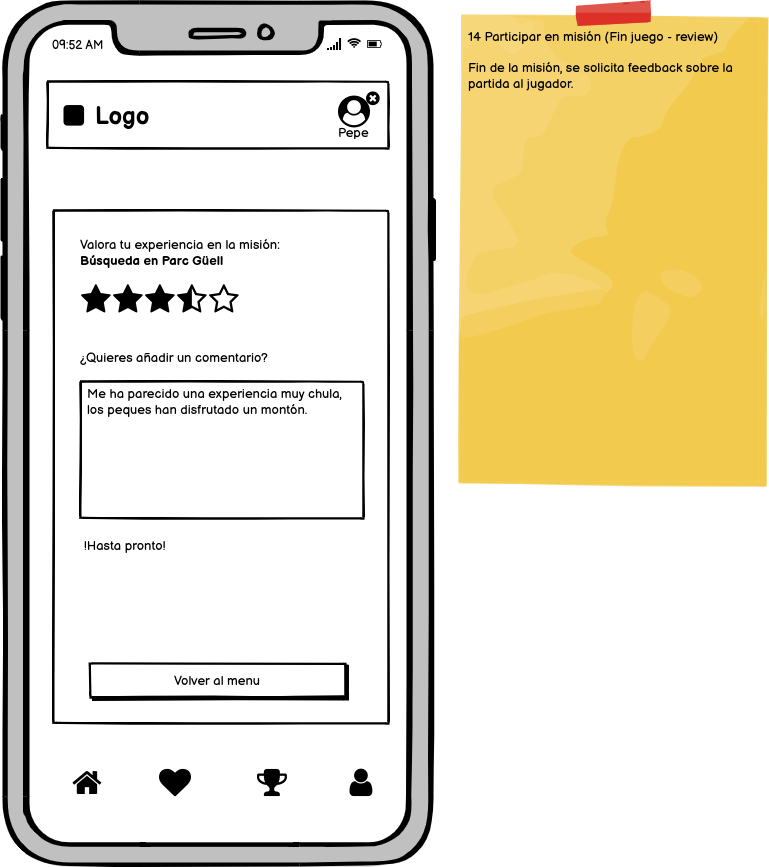 09:52 AM
Logo
Pepe
Valora tu experiencia en la misión:
Búsqueda en Parc Güell
¿Quieres añadir un comentario?
Me ha parecido una experiencia muy chula,
los peques han disfrutado un montón.
!Hasta pronto!
Volver al menu
14 Participar en misión (Fin juego - review)
Fin de la misión, se solicita feedback sobre la
partida al jugador.